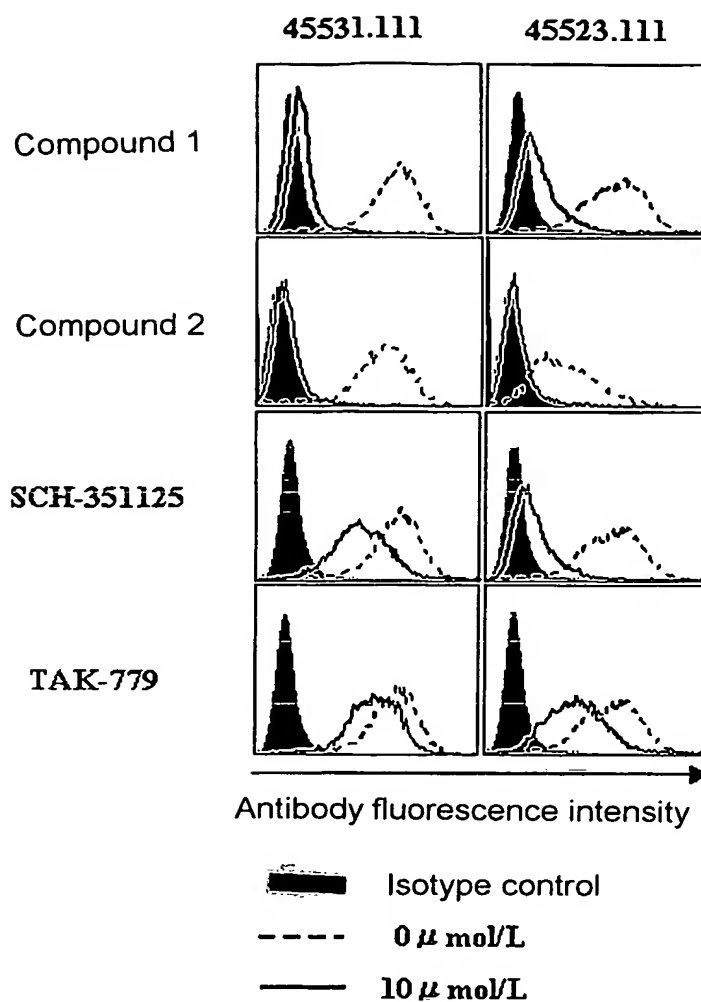 45531.111 45523.111
Compound 1
Compound 2
SCH-351125
TAK-779
Antibody fluorescence intensity
Isotype control
0 μ mol/L
10 μ mol/L